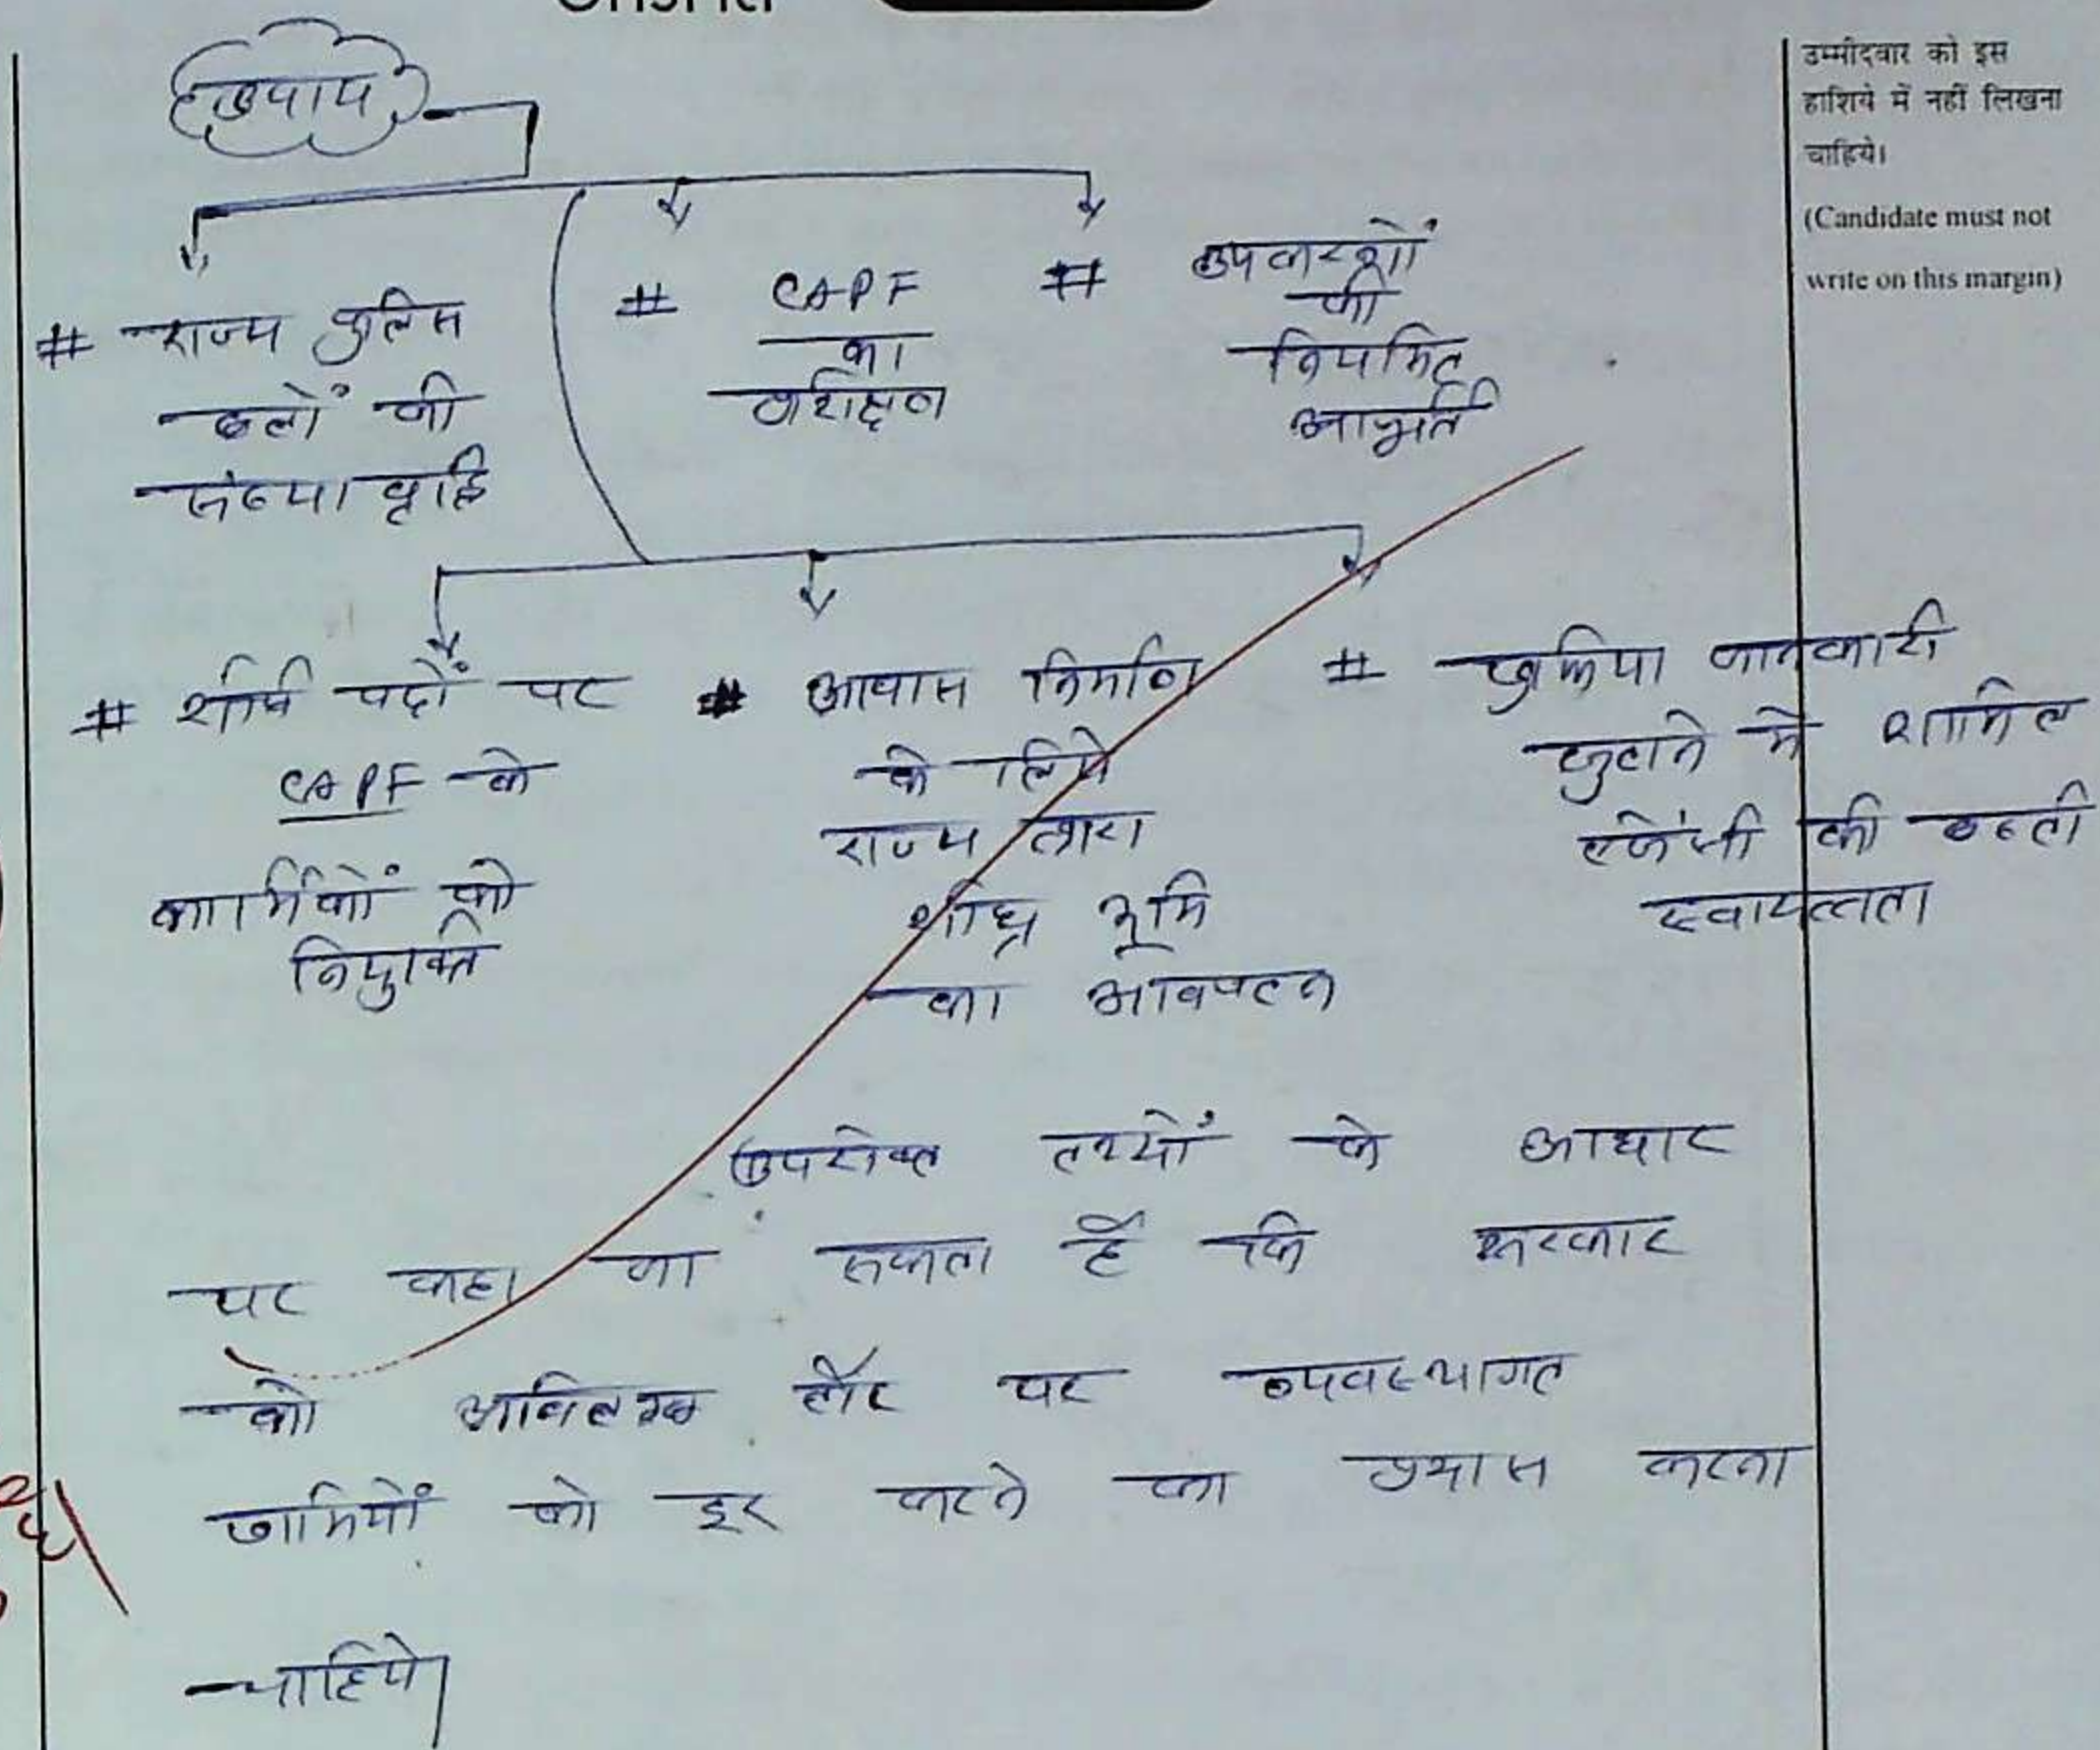 उपाय
# राज्य पुलिस
बलों की
संख्या वृद्धि
# CAPF
का
प्रशिक्षण
# उपकरणों
की
नियमित
आपूर्ति
# शीर्ष पदों पर
CAPF के
कार्मिकों को
नियुक्ति
# आवास निर्माण
के लिये
राज्य द्वारा
शीघ्र भूमि
का आवण्टन
# खुफिया जानकारी
जुटाने में शामिल
एजेंसी की
स्वायत्तता
उपरोक्त तथ्यों के आधार
पर कहा जा सकता है कि सरकार
को अविलम्ब तौर पर व्यवस्थागत
खामियों को दूर करने का प्रयास करना
चाहिये।
उम्मीदवार को इस
हाशिये में नहीं लिखना
चाहिये।
(Candidate must not
write on this margin)